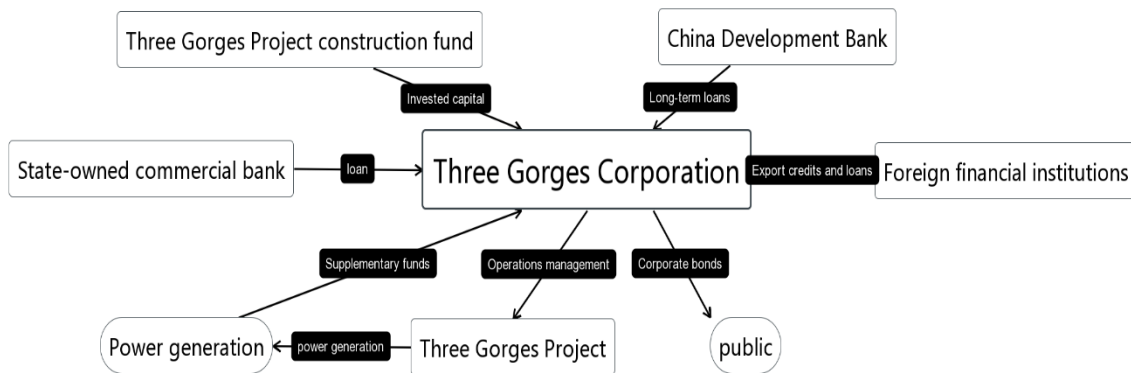 Three Gorges Project construction fund
China Development Bank
Invested capital
Long-term loans
State-owned commercial bank
loan
Three Gorges Corporation
Export credits and loans
Foreign financial institutions
Supplementary funds
Operations management
Corporate bonds
Power generation
power generation
Three Gorges Project
public